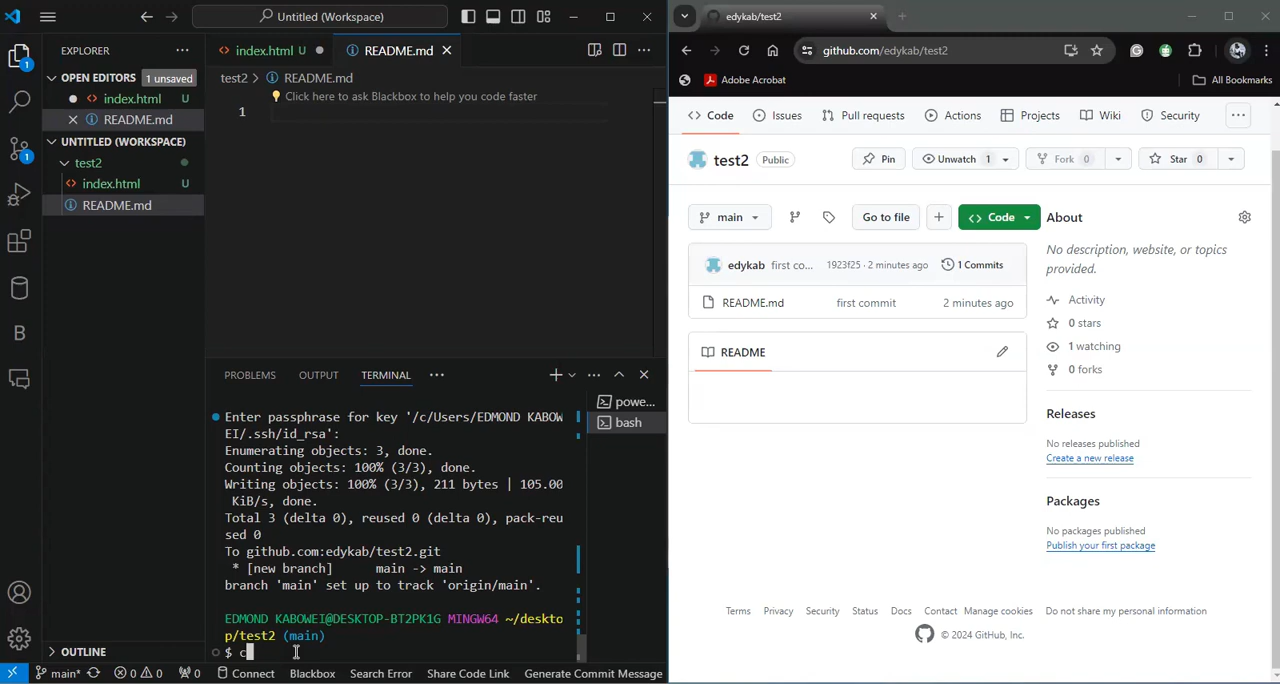 Untitled (Workspace)
EXPLORER
OPEN EDITORS 1 unsaved
index.html U
README.md
UNTITLED (WORKSPACE)
test2
index.html U
README.md
OUTLINE
index.html U
README.md
test2 > README.md
Click here to ask Blackbox to help you code faster
1
PROBLEMS OUTPUT TERMINAL
powe...
bash
Enter passphrase for key '/c/Users/EDMOND KABOW
EI/.ssh/id_rsa':
Enumerating objects: 3, done.
Counting objects: 100% (3/3), done.
Writing objects: 100% (3/3), 211 bytes | 105.00
KiB/s, done.
Total 3 (delta 0), reused 0 (delta 0), pack-reu
sed 0
To github.com:edykab/test2.git
* [new branch] main -> main
branch 'main' set up to track 'origin/main'.
EDMOND KABOWEI@DESKTOP-BT2PK1G MINGW64 ~/deskto
p/test2 (main)
$ c
main* 0 0 0 Connect Blackbox Search Error Share Code Link Generate Commit Message
edykab/test2
github.com/edykab/test2
Adobe Acrobat All Bookmarks
Code Issues Pull requests Actions Projects Wiki Security
test2 Public Pin Unwatch 1 Fork 0 Star 0
main Go to file Code
edykab first co... 1923f25 · 2 minutes ago 1 Commits
README.md first commit 2 minutes ago
README
About
No description, website, or topics
provided.
Activity
0 stars
1 watching
0 forks
Releases
No releases published
Create a new release
Packages
No packages published
Publish your first package
Terms Privacy Security Status Docs Contact Manage cookies Do not share my personal information
© 2024 GitHub, Inc.